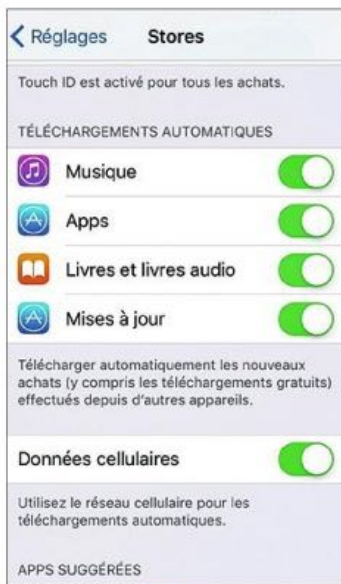 Réglages Stores
Touch ID est activé pour tous les achats.
TÉLÉCHARGEMENTS AUTOMATIQUES
Musique
Apps
Livres et livres audio
Mises à jour
Télécharger automatiquement les nouveaux
achats (y compris les téléchargements gratuits)
effectués depuis d'autres appareils.
Données cellulaires
Utilisez le réseau cellulaire pour les
téléchargements automatiques.
APPS SUGGÉRÉES